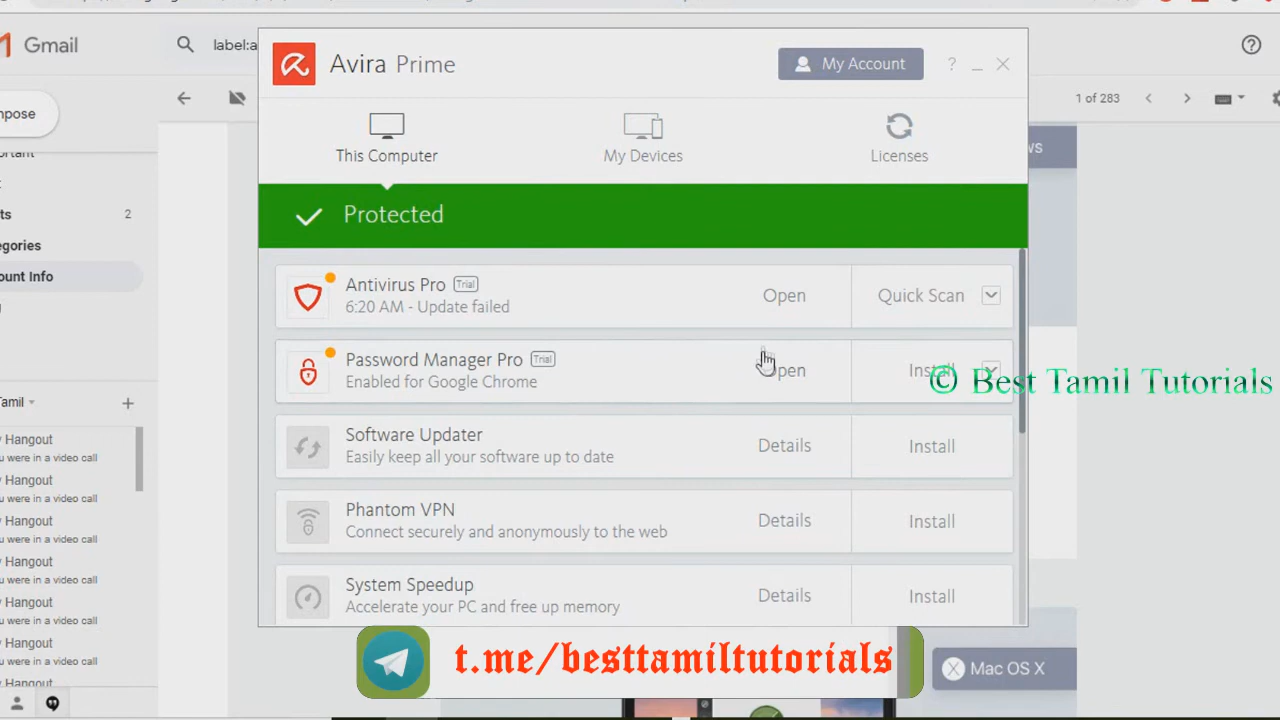 Gmail
label:a
Avira Prime
My Account
?
1 of 283
mpose
This Computer
My Devices
Licenses
ws
portant
ts
2
Protected
egories
ount Info
Antivirus Pro Trial
6:20 AM - Update failed
Open
Quick Scan
Password Manager Pro Trial
Enabled for Google Chrome
Open
Install
© Best Tamil Tutorials
Tamil
+
Software Updater
Easily keep all your software up to date
Details
Install
y Hangout
u were in a video call
y Hangout
u were in a video call
Phantom VPN
Connect securely and anonymously to the web
Details
Install
y Hangout
u were in a video call
y Hangout
u were in a video call
System Speedup
Accelerate your PC and free up memory
Details
Install
y Hangout
u were in a video call
y Hangout
u were in a video call
t.me/besttamiltutorials
X Mac OS X